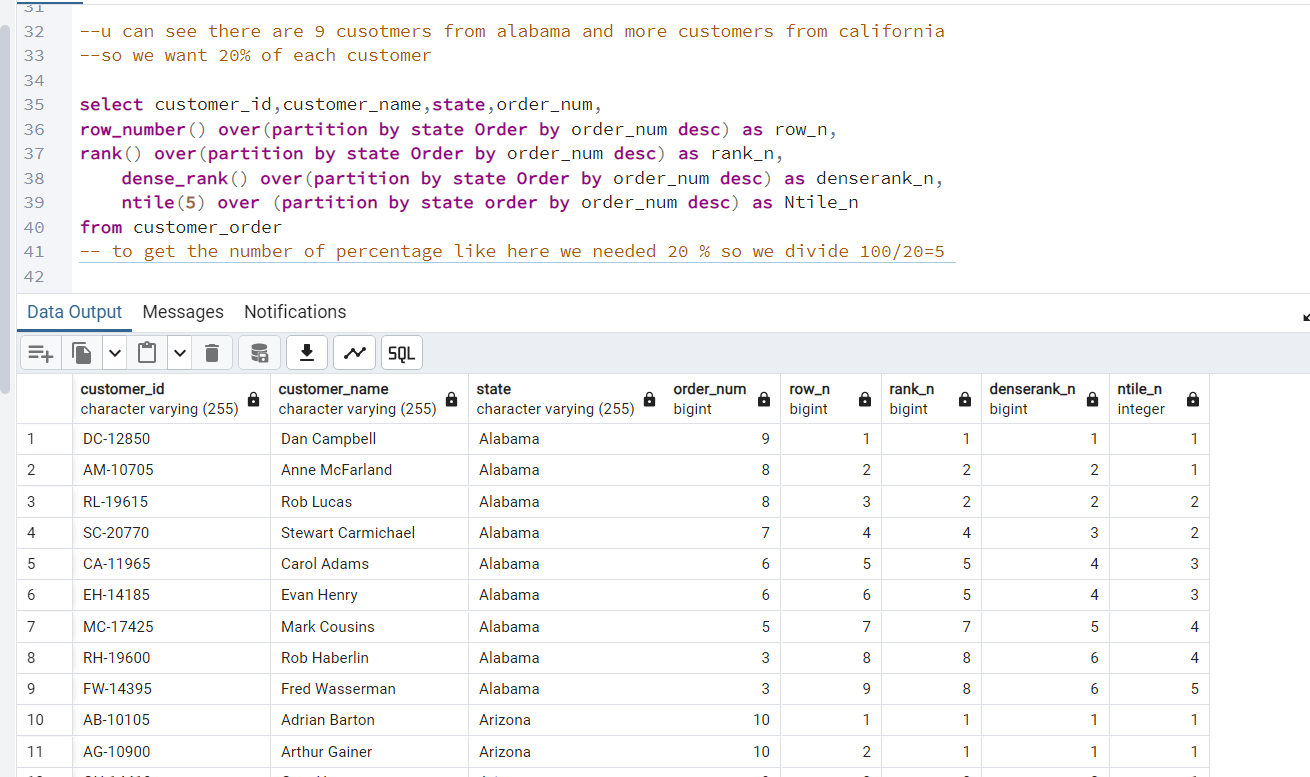 31
32 --u can see there are 9 cusotmers from alabama and more customers from california
33 --so we want 20% of each customer
34
35 select customer_id,customer_name,state,order_num,
36 row_number() over(partition by state Order by order_num desc) as row_n,
37 rank() over(partition by state Order by order_num desc) as rank_n,
38 dense_rank() over(partition by state Order by order_num desc) as denserank_n,
39 ntile(5) over (partition by state order by order_num desc) as Ntile_n
40 from customer_order
41 -- to get the number of percentage like here we needed 20 % so we divide 100/20=5
42
Data Output Messages Notifications
SQL
customer_id customer_name state order_num row_n rank_n denserank_n ntile_n
character varying (255) character varying (255) character varying (255) bigint bigint bigint bigint integer
1 DC-12850 Dan Campbell Alabama 9 1 1 1 1
2 AM-10705 Anne McFarland Alabama 8 2 2 2 1
3 RL-19615 Rob Lucas Alabama 8 3 2 2 2
4 SC-20770 Stewart Carmichael Alabama 7 4 4 3 2
5 CA-11965 Carol Adams Alabama 6 5 5 4 3
6 EH-14185 Evan Henry Alabama 6 6 5 4 3
7 MC-17425 Mark Cousins Alabama 5 7 7 5 4
8 RH-19600 Rob Haberlin Alabama 3 8 8 6 4
9 FW-14395 Fred Wasserman Alabama 3 9 8 6 5
10 AB-10105 Adrian Barton Arizona 10 1 1 1 1
11 AG-10900 Arthur Gainer Arizona 10 2 1 1 1